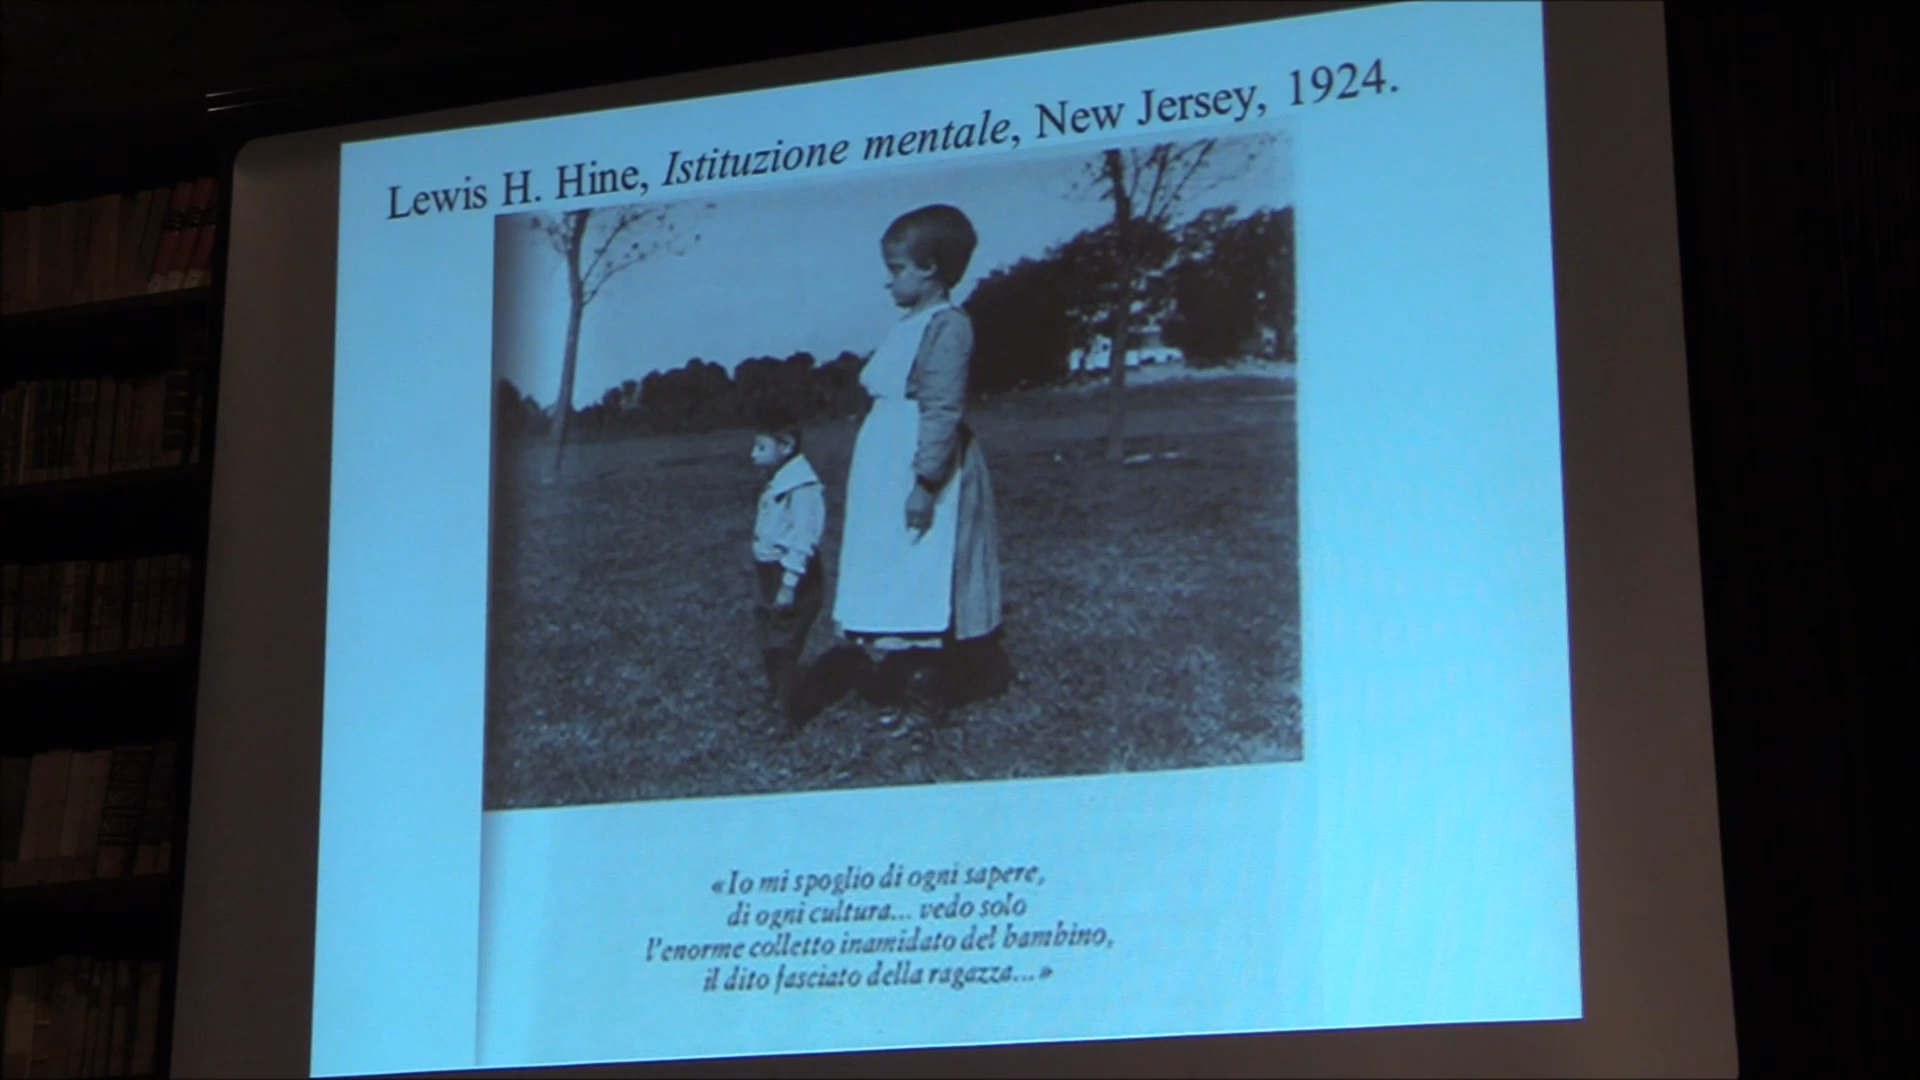 Lewis H. Hine, Istituzione mentale, New Jersey, 1924.
«Io mi spoglio di ogni sapere,
di ogni cultura... vedo solo
l'enorme colletto inamidato del bambino,
il dito fasciato della ragazza...»